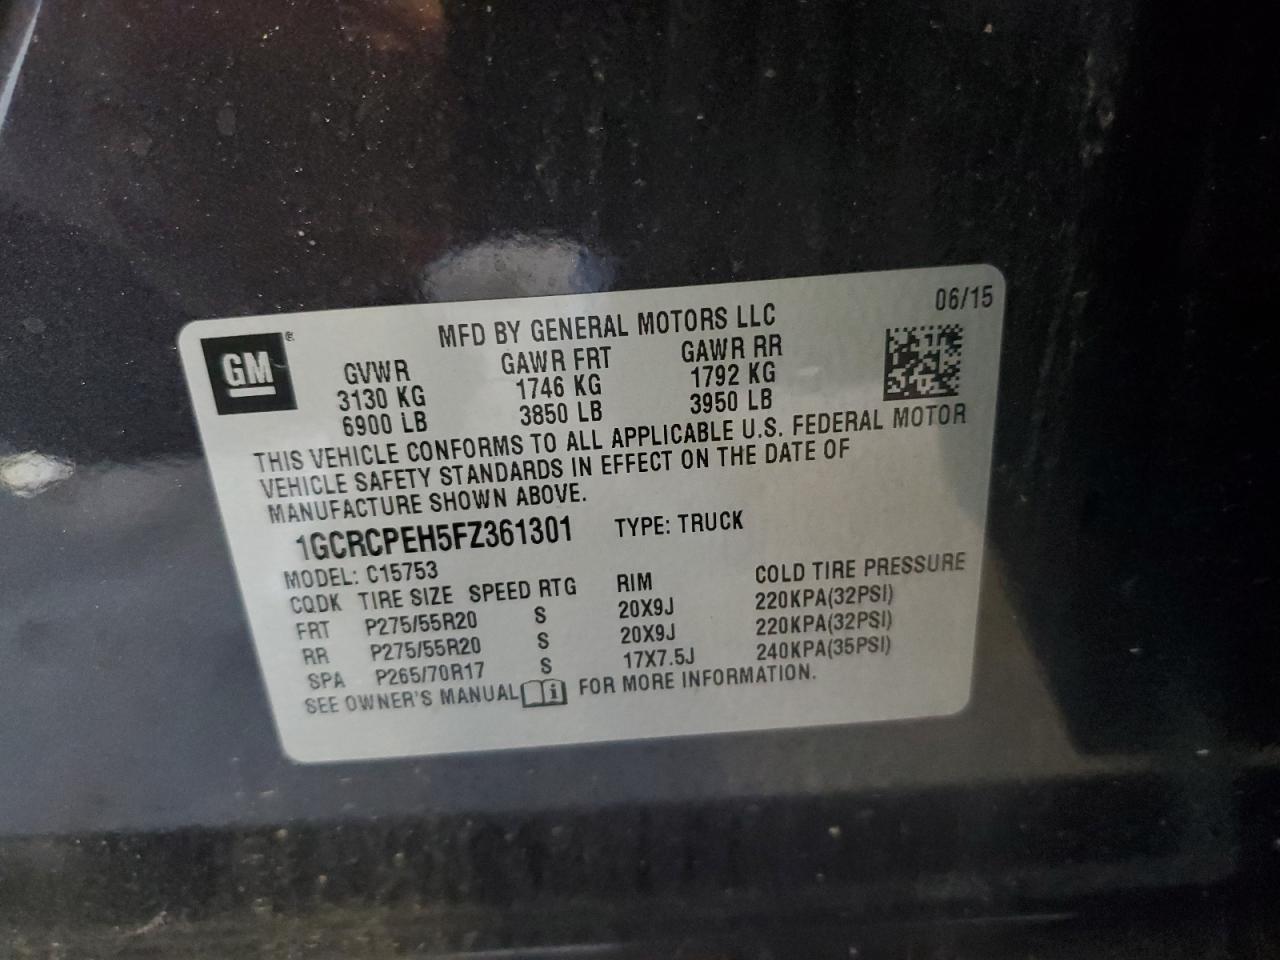 06/15
MFD BY GENERAL MOTORS LLC
GM®
GVWR GAWR FRT GAWR RR
3130 KG 1746 KG 1792 KG
6900 LB 3850 LB 3950 LB
THIS VEHICLE CONFORMS TO ALL APPLICABLE U.S. FEDERAL MOTOR
VEHICLE SAFETY STANDARDS IN EFFECT ON THE DATE OF
MANUFACTURE SHOWN ABOVE.
1GCRCPEH5FZ361301 TYPE: TRUCK
MODEL: C15753
CQDK TIRE SIZE SPEED RTG RIM COLD TIRE PRESSURE
FRT P275/55R20 S 20X9J 220KPA(32PSI)
RR P275/55R20 S 20X9J 220KPA(32PSI)
SPA P265/70R17 S 17X7.5J 240KPA(35PSI)
SEE OWNER'S MANUAL i FOR MORE INFORMATION.